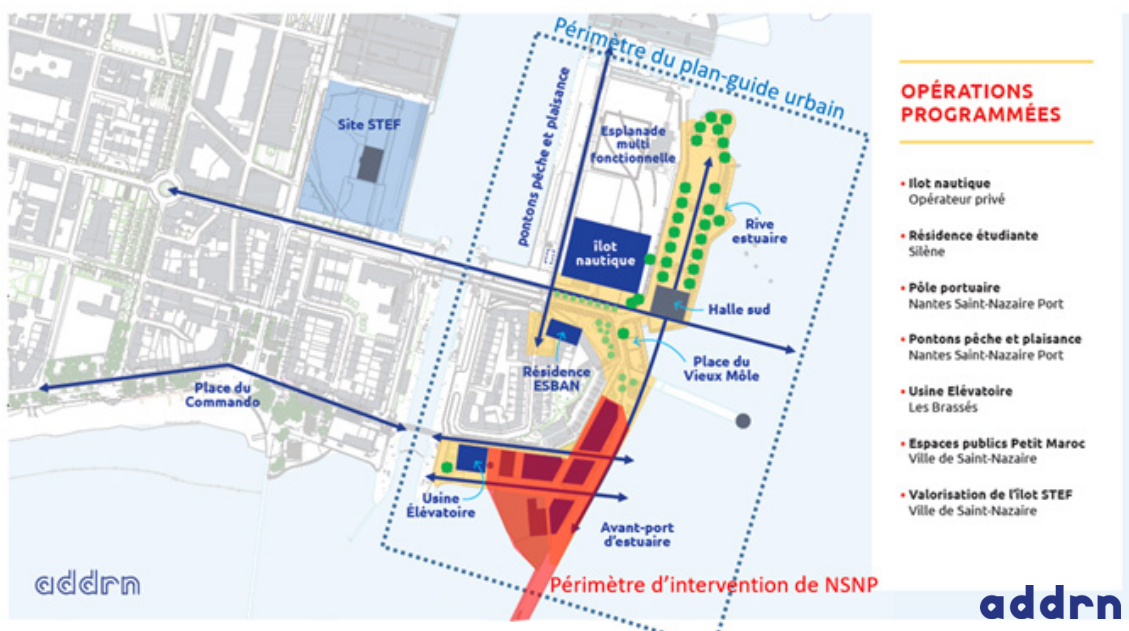 Périmètre du plan-guide urbain
pontons pêche et plaisance
Site STEF
Esplanade
multi
fonctionnelle
Rive
estuaire
îlot
nautique
Halle sud
Résidence
ESBAN
Place du
Vieux Môle
Place du
Commando
Usine
Élévatoire
Avant-port
d'estuaire
Périmètre d'intervention de NSNP
addrn
OPÉRATIONS
PROGRAMMÉES
• Ilot nautique
Opérateur privé
• Résidence étudiante
Silène
• Pôle portuaire
Nantes Saint-Nazaire Port
• Pontons pêche et plaisance
Nantes Saint-Nazaire Port
• Usine Elévatoire
Les Brassés
• Espaces publics Petit Maroc
Ville de Saint-Nazaire
• Valorisation de l'îlot STEF
Ville de Saint-Nazaire
addrn